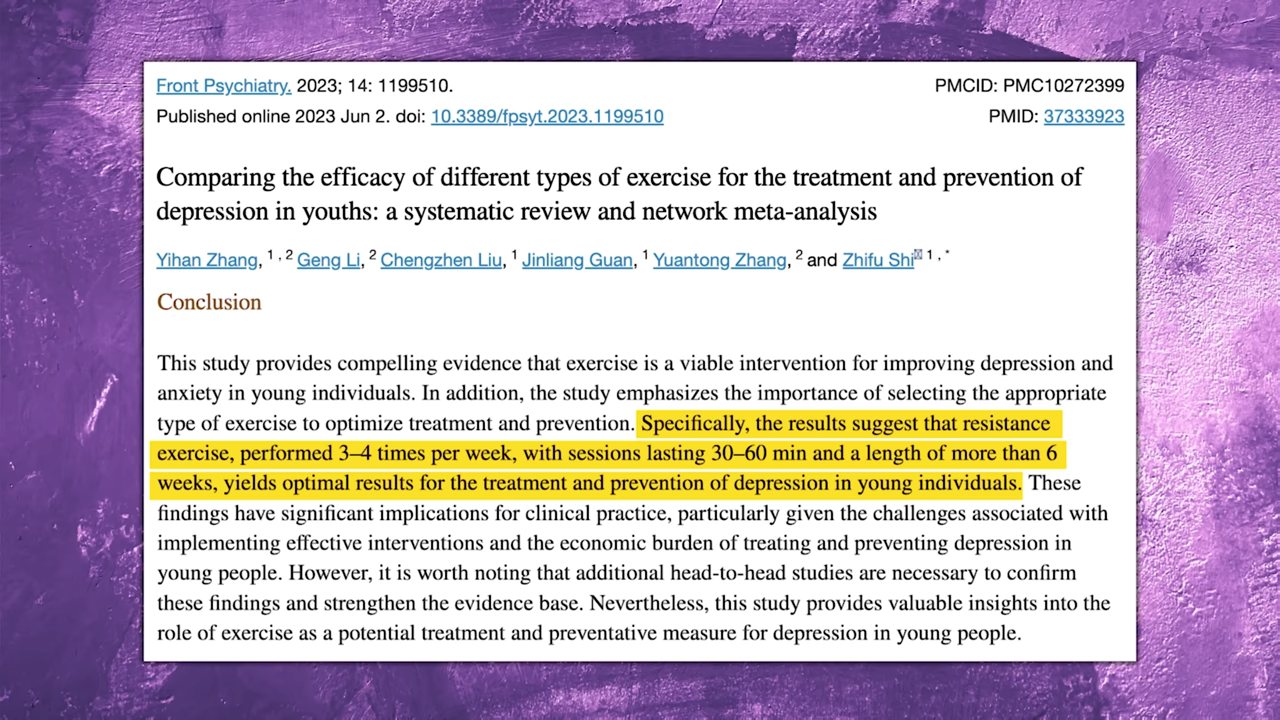 Front Psychiatry. 2023; 14: 1199510.
PMCID: PMC10272399
Published online 2023 Jun 2. doi: 10.3389/fpsyt.2023.1199510
PMID: 37333923
Comparing the efficacy of different types of exercise for the treatment and prevention of
depression in youths: a systematic review and network meta-analysis
Yihan Zhang, 1 , 2 Geng Li, 2 Chengzhen Liu, 1 Jinliang Guan, 1 Yuantong Zhang, 2 and Zhifu Shi 1 , *
Conclusion
This study provides compelling evidence that exercise is a viable intervention for improving depression and
anxiety in young individuals. In addition, the study emphasizes the importance of selecting the appropriate
type of exercise to optimize treatment and prevention. Specifically, the results suggest that resistance
exercise, performed 3–4 times per week, with sessions lasting 30–60 min and a length of more than 6
weeks, yields optimal results for the treatment and prevention of depression in young individuals. These
findings have significant implications for clinical practice, particularly given the challenges associated with
implementing effective interventions and the economic burden of treating and preventing depression in
young people. However, it is worth noting that additional head-to-head studies are necessary to confirm
these findings and strengthen the evidence base. Nevertheless, this study provides valuable insights into the
role of exercise as a potential treatment and preventative measure for depression in young people.